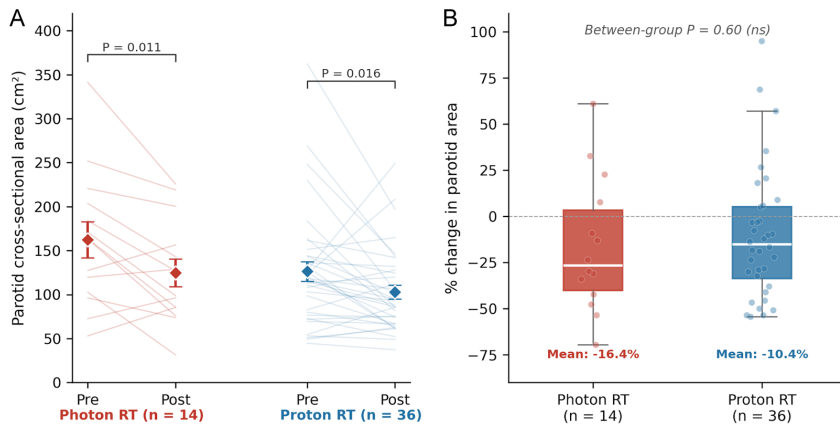 A
Parotid cross-sectional area (cm²)
400
350
300
250
200
150
100
50
0
P = 0.011
P = 0.016
Pre
Post
Pre
Post
Photon RT (n = 14)
Proton RT (n = 36)
B
% change in parotid area
100
75
50
25
0
−25
−50
−75
Between-group P = 0.60 (ns)
Mean: -16.4%
Mean: -10.4%
Photon RT
(n = 14)
Proton RT
(n = 36)